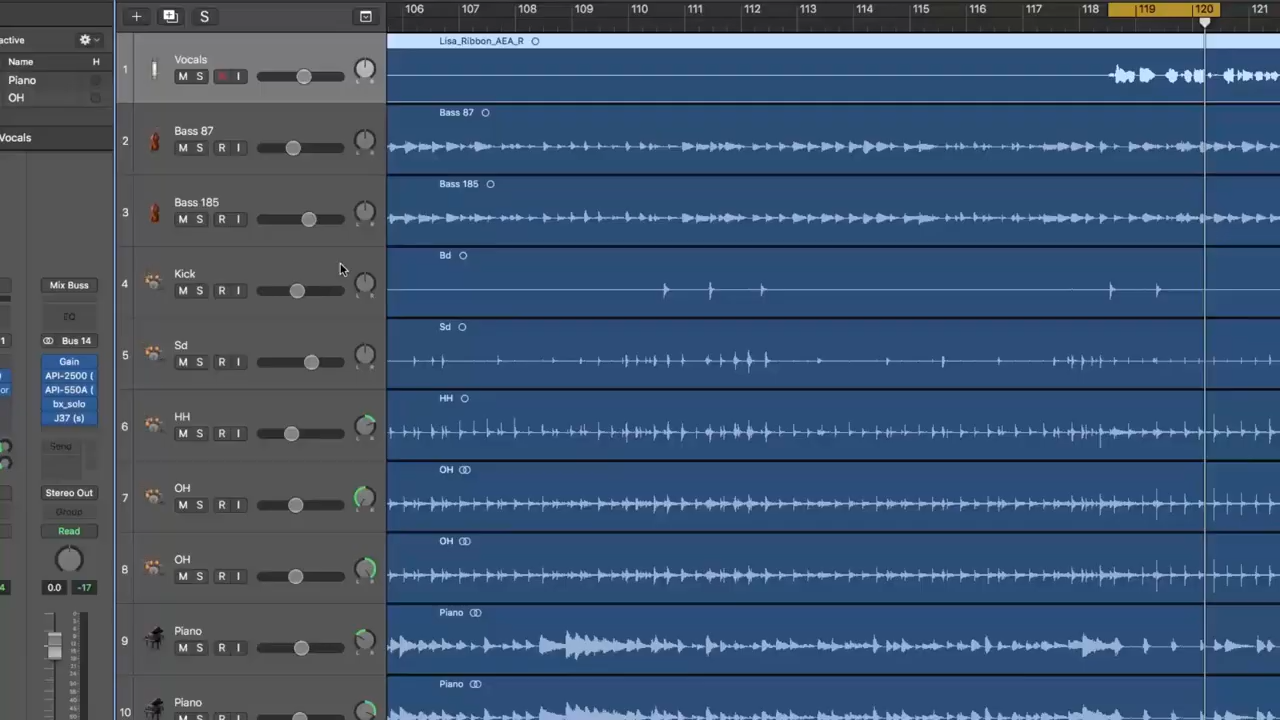 active
Name H
Piano
OH
Vocals
Mix Buss
EQ
1 Bus 14
Gain
API-2500 (
or API-550A (
bx_solo
J37 (s)
Send
Stereo Out
Group
Read
4 0.0 -17
S
106 107 108 109 110 111 112 113 114 115 116 117 118 119 120 121
1 Vocals
M S R I
Lisa_Ribbon_AEA_R
2 Bass 87
M S R I
Bass 87
3 Bass 185
M S R I
Bass 185
4 Kick
M S R I
Bd
5 Sd
M S R I
Sd
6 HH
M S R I
HH
7 OH
M S R I
OH
8 OH
M S R I
OH
9 Piano
M S R I
Piano
10 Piano
M S R I
Piano